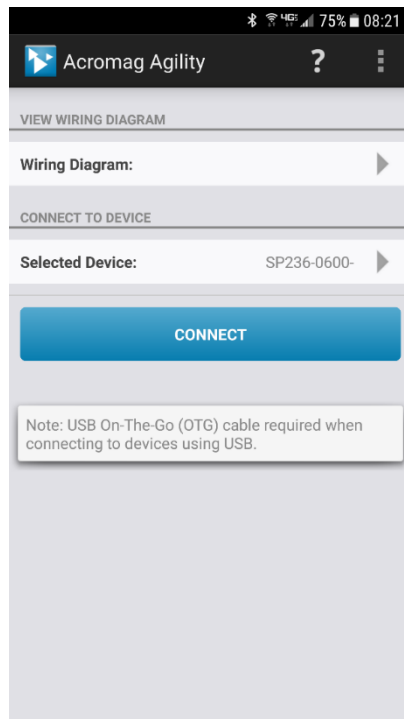 4G 75% 08:21
Acromag Agility ?
VIEW WIRING DIAGRAM
Wiring Diagram:
CONNECT TO DEVICE
Selected Device: SP236-0600-
CONNECT
Note: USB On-The-Go (OTG) cable required when
connecting to devices using USB.